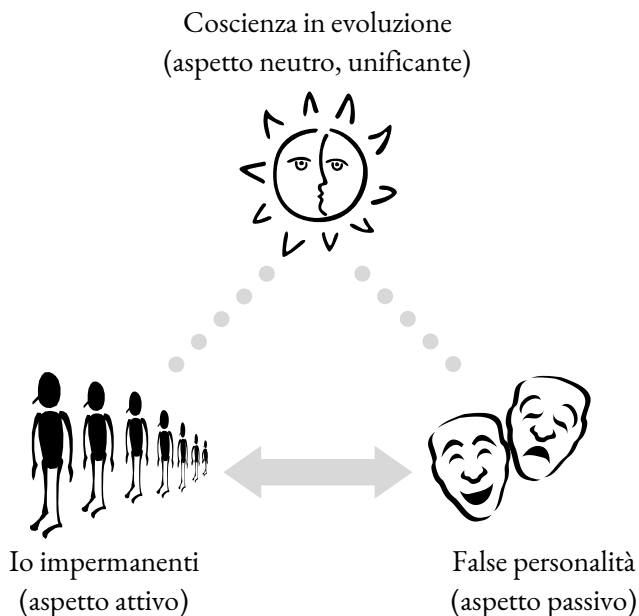 Coscienza in evoluzione
(aspetto neutro, unificante)
Io impermanenti
(aspetto attivo)
False personalità
(aspetto passivo)